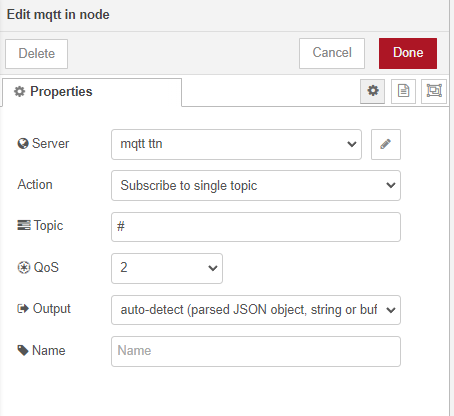 Edit mqtt in node
Delete Cancel Done
Properties
Server mqtt ttn
Action Subscribe to single topic
Topic #
QoS 2
Output auto-detect (parsed JSON object, string or buf
Name Name